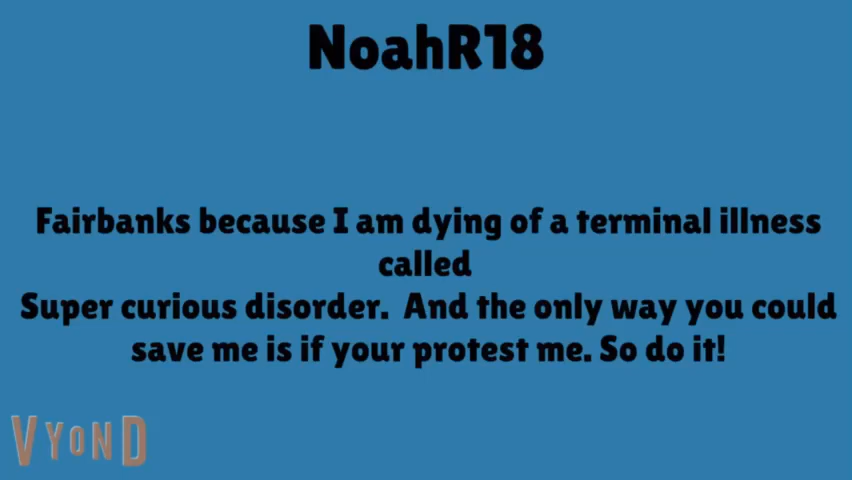 NoahR18
Fairbanks because I am dying of a terminal illness
called
Super curious disorder.  And the only way you could
save me is if your protest me. So do it!
VYOND